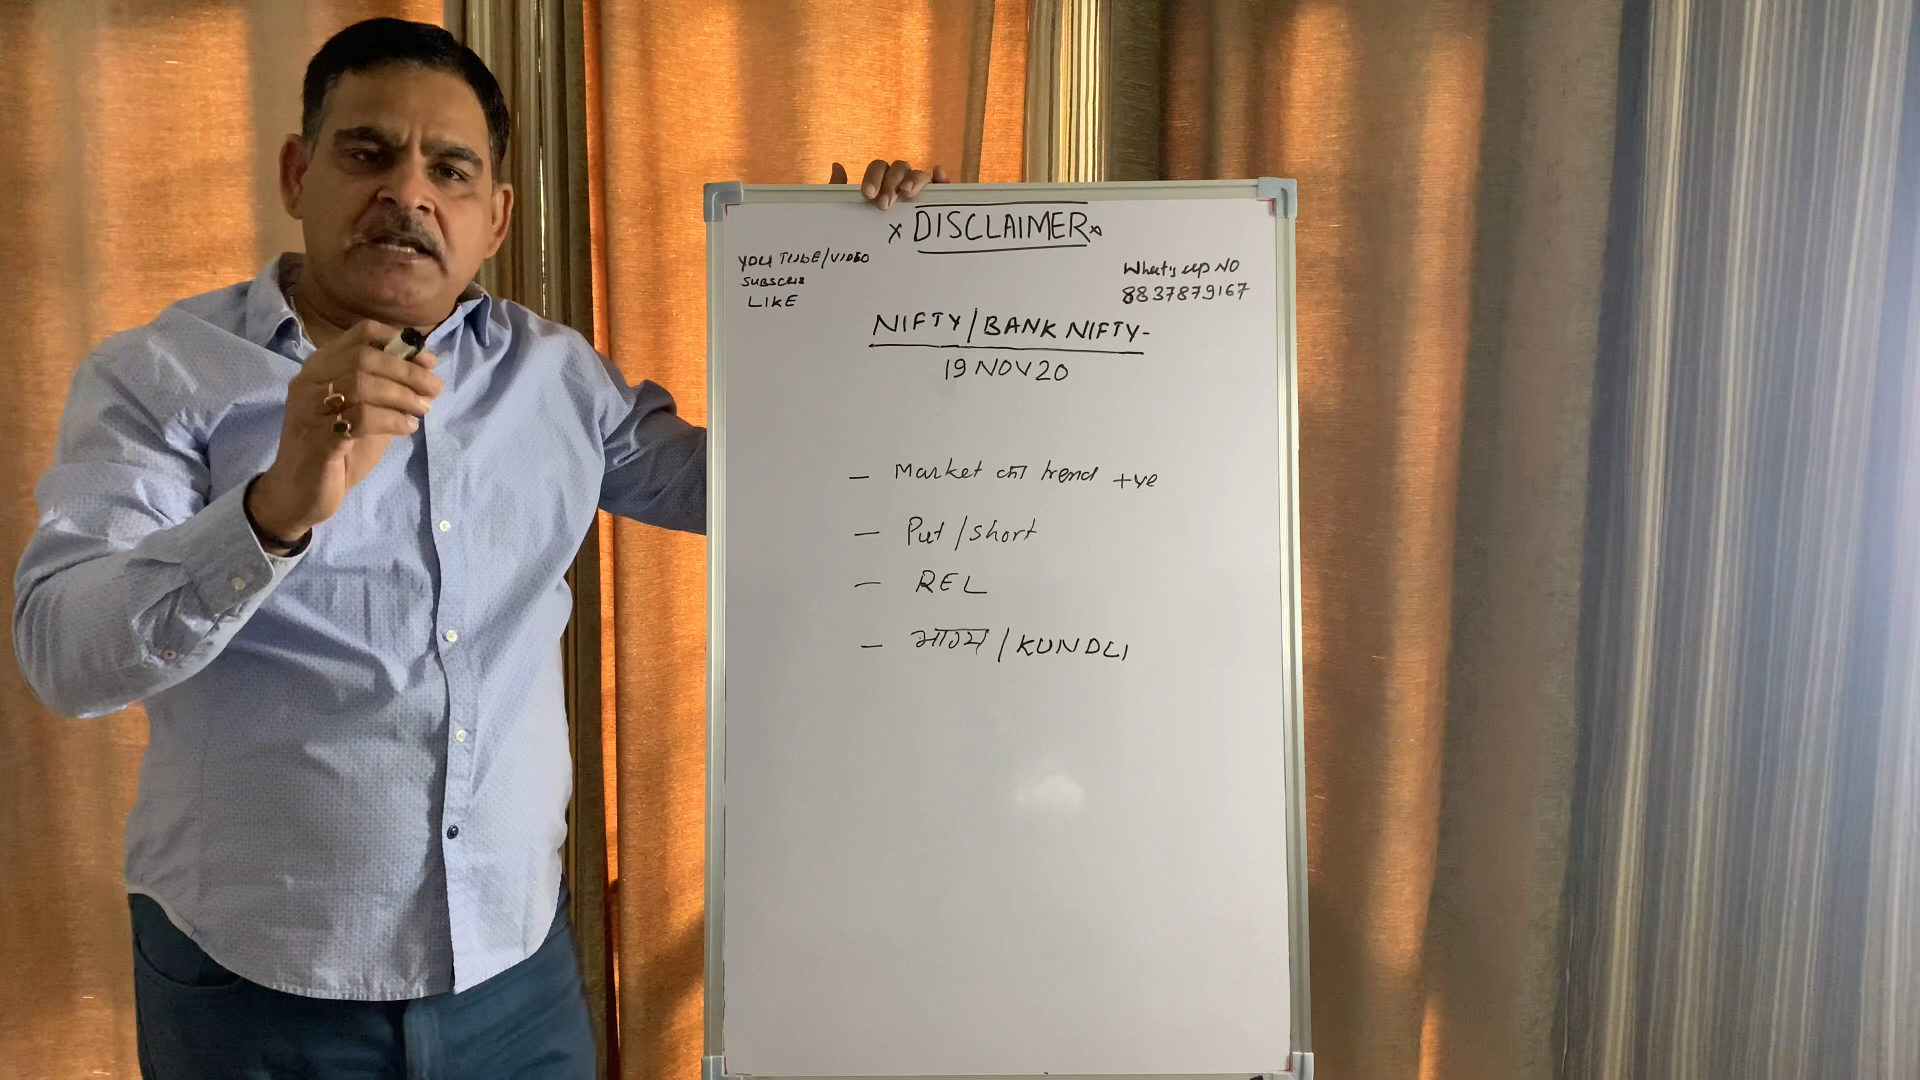 x DISCLAIMER x
YOU TUBE/VIDEO
SUBSCRIB
LIKE
What's up NO
8837879167
NIFTY/BANK NIFTY-
19 NOV 20
- Market का trend +ve
- Put/short
- REL
- भाग्य/KUNDLI